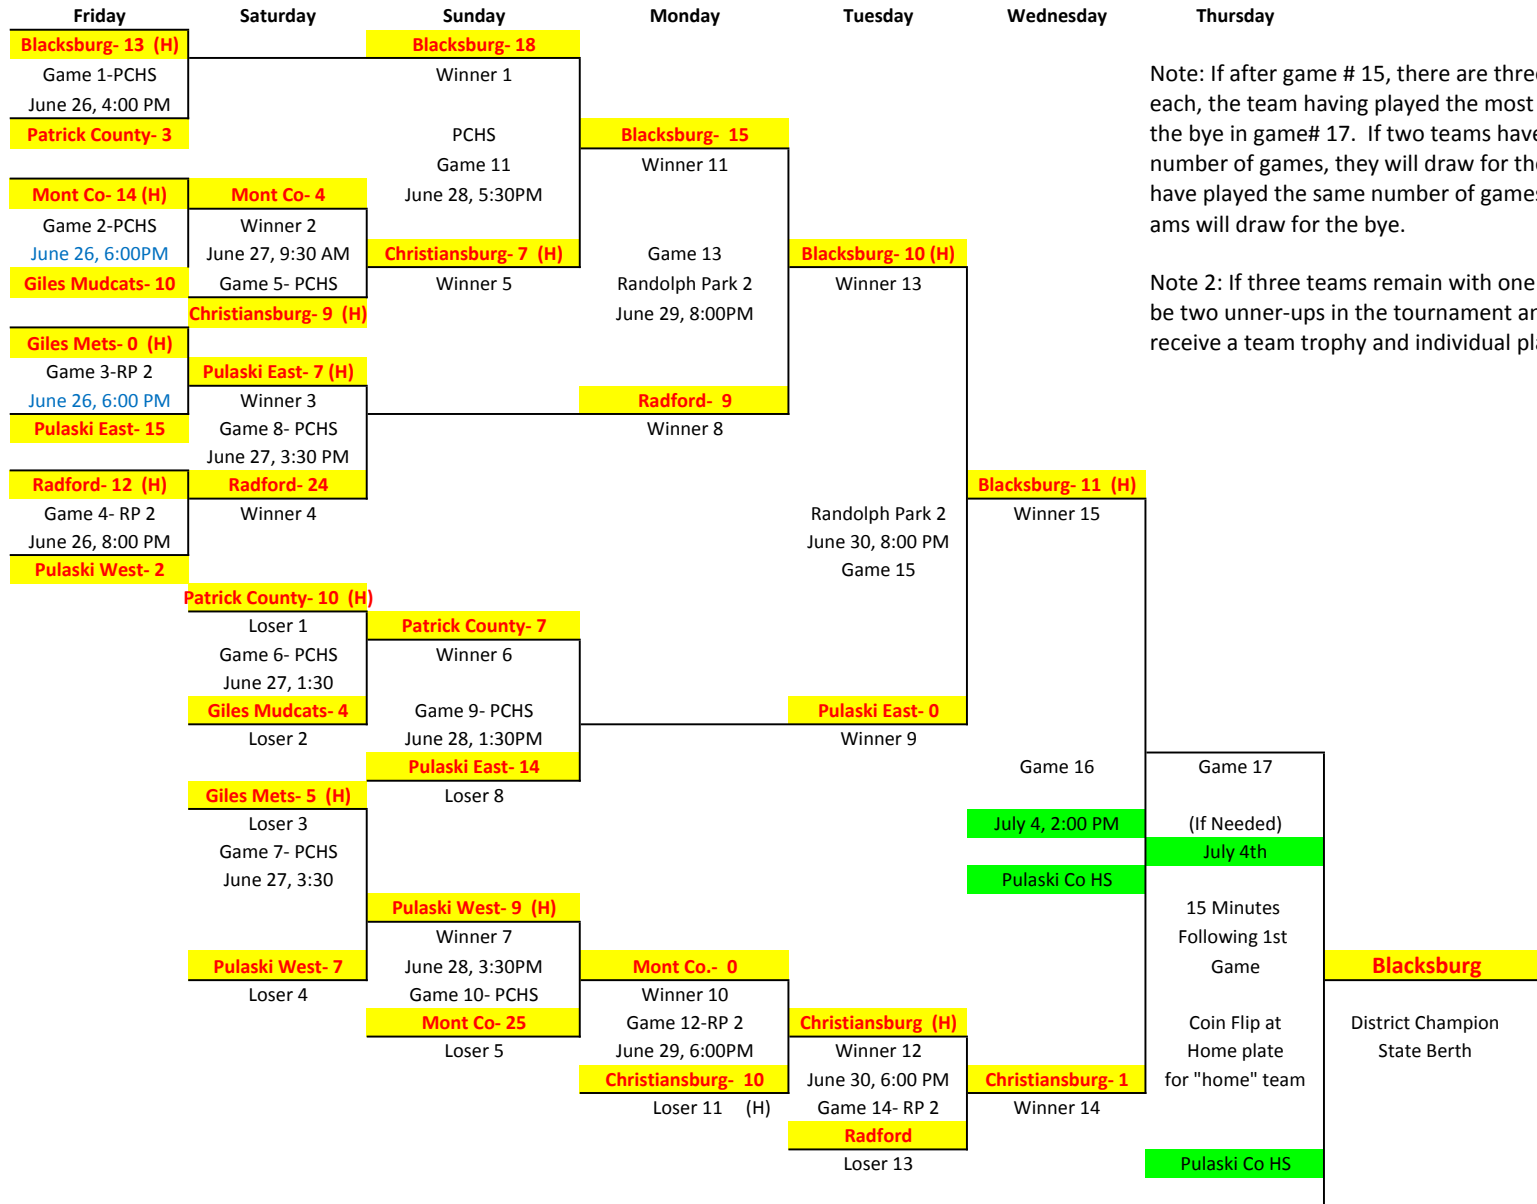 Friday Saturday Sunday Monday Tuesday Wednesday Thursday
Blacksburg- 13 (H)
Game 1-PCHS
June 26, 4:00 PM
Patrick County- 3
Mont Co- 14 (H)
Game 2-PCHS
June 26, 6:00PM
Giles Mudcats- 10
Giles Mets- 0 (H)
Game 3-RP 2
June 26, 6:00 PM
Pulaski East- 15
Radford- 12 (H)
Game 4- RP 2
June 26, 8:00 PM
Pulaski West- 2
Mont Co- 4
Winner 2
June 27, 9:30 AM
Game 5- PCHS
Christiansburg- 9 (H)
Pulaski East- 7 (H)
Winner 3
Game 8- PCHS
June 27, 3:30 PM
Radford- 24
Winner 4
Patrick County- 10 (H)
Loser 1
Game 6- PCHS
June 27, 1:30
Giles Mudcats- 4
Loser 2
Giles Mets- 5 (H)
Loser 3
Game 7- PCHS
June 27, 3:30
Pulaski West- 7
Loser 4
Blacksburg- 18
Winner 1
PCHS
Game 11
June 28, 5:30PM
Christiansburg- 7 (H)
Winner 5
Patrick County- 7
Winner 6
Game 9- PCHS
June 28, 1:30PM
Pulaski East- 14
Loser 8
Pulaski West- 9 (H)
Winner 7
June 28, 3:30PM
Game 10- PCHS
Mont Co- 25
Loser 5
Blacksburg- 15
Winner 11
Game 13
Randolph Park 2
June 29, 8:00PM
Radford- 9
Winner 8
Mont Co.- 0
Winner 10
Game 12-RP 2
June 29, 6:00PM
Christiansburg- 10
Loser 11 (H)
Blacksburg- 10 (H)
Winner 13
Randolph Park 2
June 30, 8:00 PM
Game 15
Pulaski East- 0
Winner 9
Christiansburg (H)
Winner 12
June 30, 6:00 PM
Game 14- RP 2
Radford
Loser 13
Blacksburg- 11 (H)
Winner 15
Game 16
July 4, 2:00 PM
Pulaski Co HS
Christiansburg- 1
Winner 14
Note: If after game # 15, there are three
each, the team having played the most
the bye in game# 17. If two teams have
number of games, they will draw for the
have played the same number of games
ams will draw for the bye.
Note 2: If three teams remain with one
be two unner-ups in the tournament an
receive a team trophy and individual pla
Game 17
(If Needed)
July 4th
15 Minutes
Following 1st
Game
Coin Flip at
Home plate
for "home" team
Pulaski Co HS
Blacksburg
District Champion
State Berth